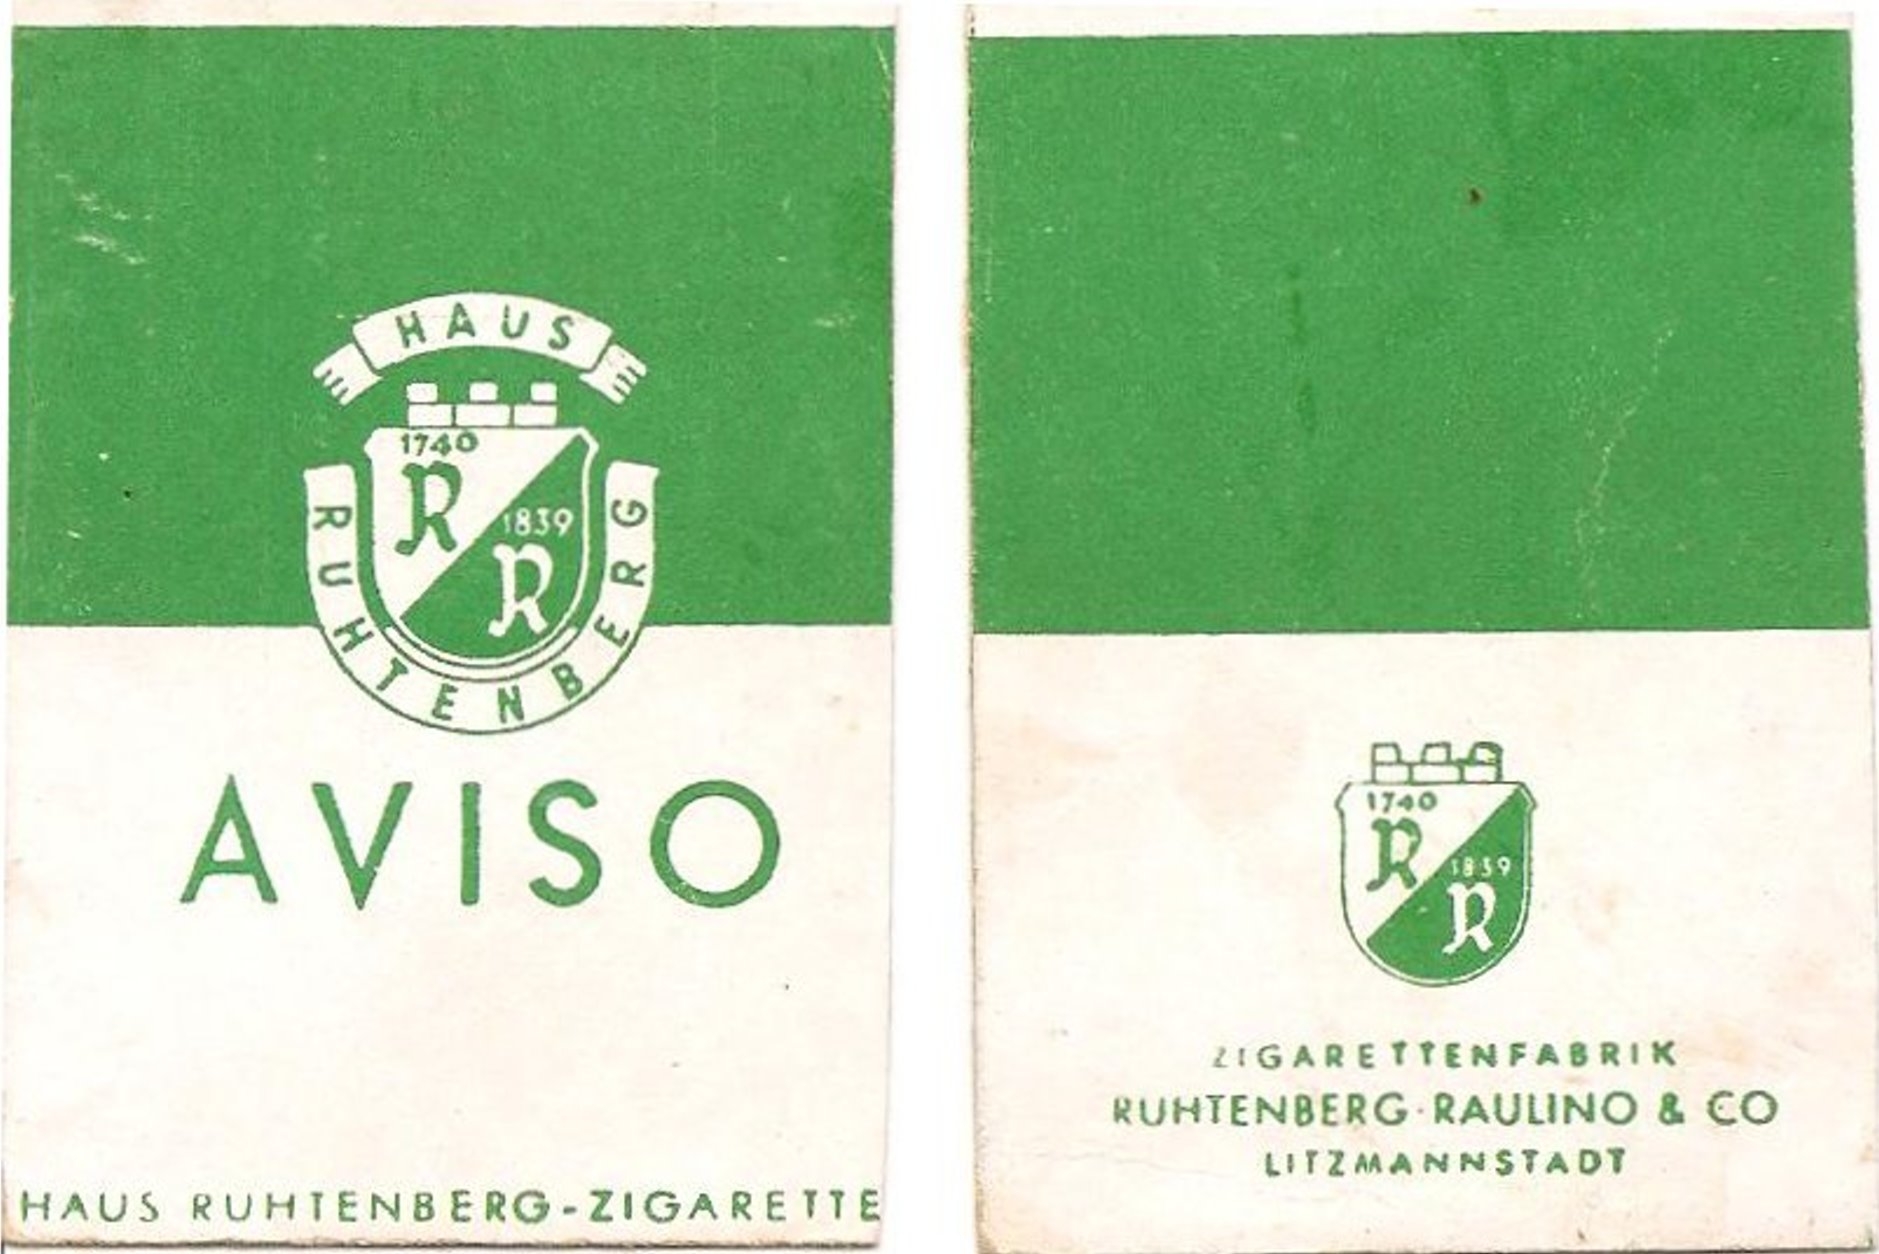 HAUS
RUHTENBERG
1740
R
1839
R
AVISO
HAUS RUHTENBERG-ZIGARETTE
1740
R
1839
R
ZIGARETTENFABRIK
RUHTENBERG·RAULINO & CO
LITZMANNSTADT